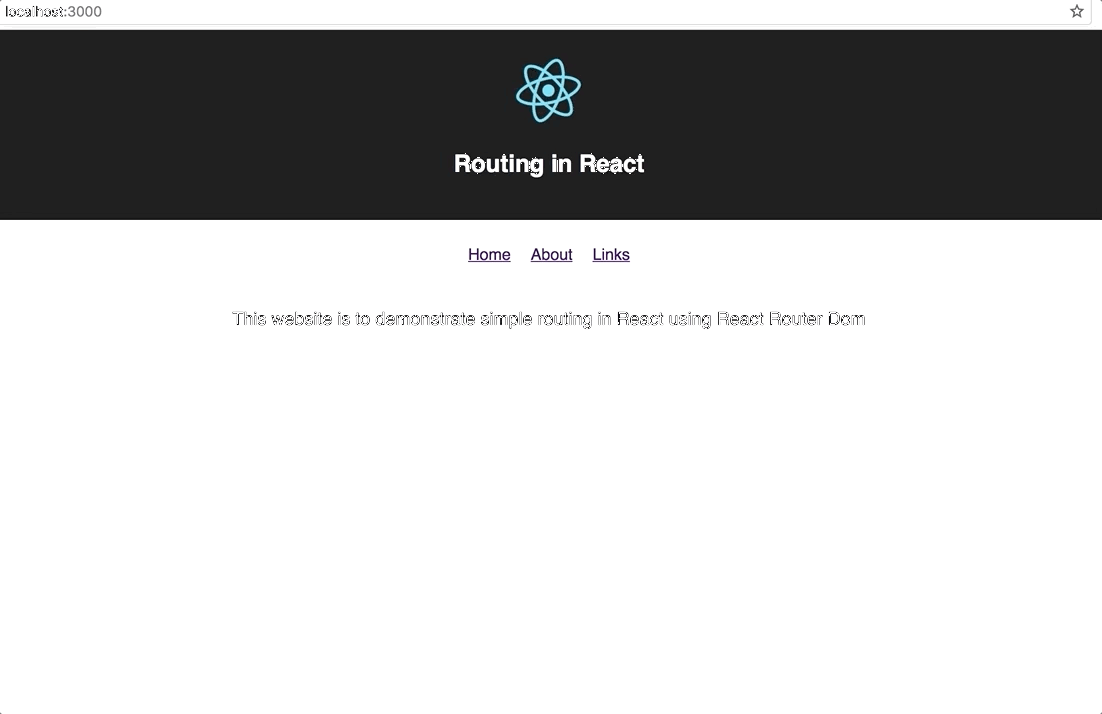 localhost:3000
Routing in React
Home About Links
This website is to demonstrate simple routing in React using React Router Dom